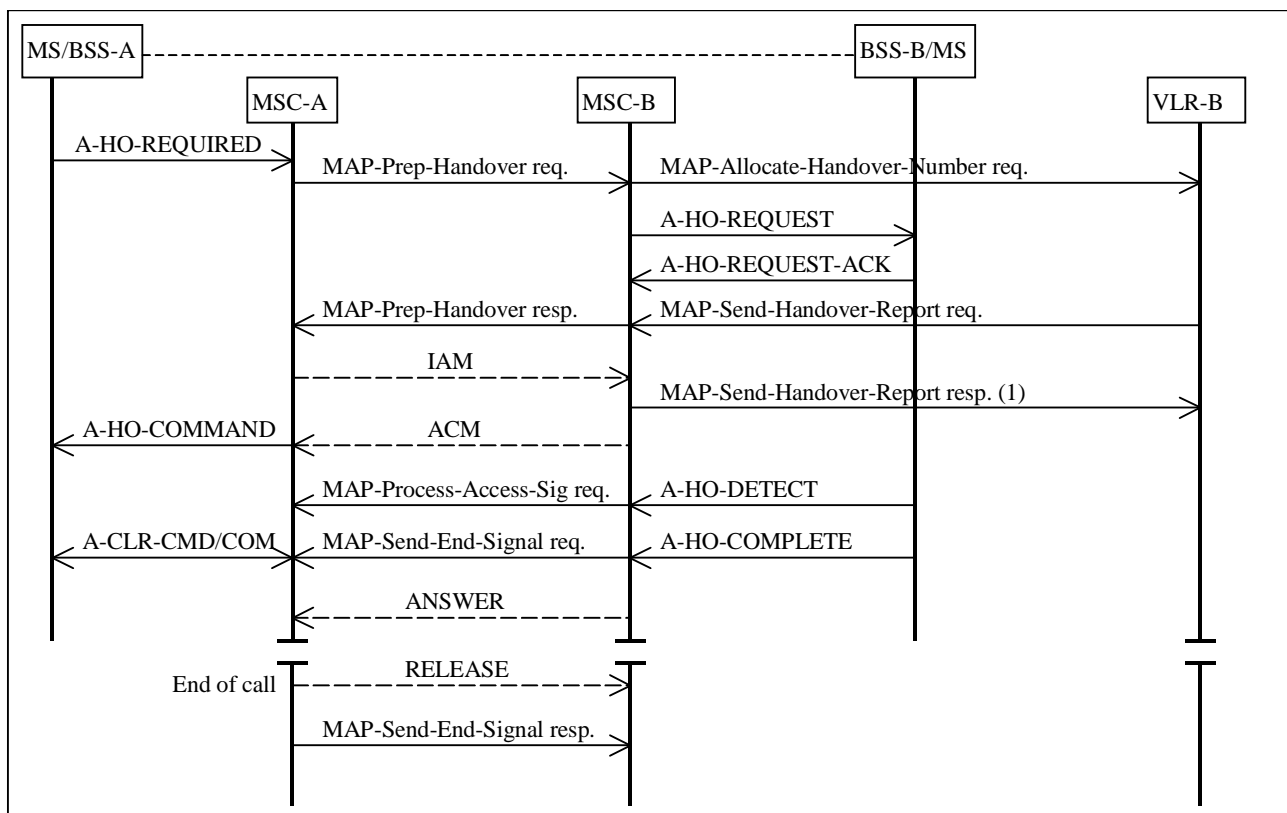 MS/BSS-A
BSS-B/MS
MSC-A
MSC-B
VLR-B
A-HO-REQUIRED
MAP-Prep-Handover req.
MAP-Allocate-Handover-Number req.
A-HO-REQUEST
A-HO-REQUEST-ACK
MAP-Prep-Handover resp.
MAP-Send-Handover-Report req.
IAM
MAP-Send-Handover-Report resp. (1)
A-HO-COMMAND
ACM
MAP-Process-Access-Sig req.
A-HO-DETECT
A-CLR-CMD/COM
MAP-Send-End-Signal req.
A-HO-COMPLETE
ANSWER
End of call
RELEASE
MAP-Send-End-Signal resp.